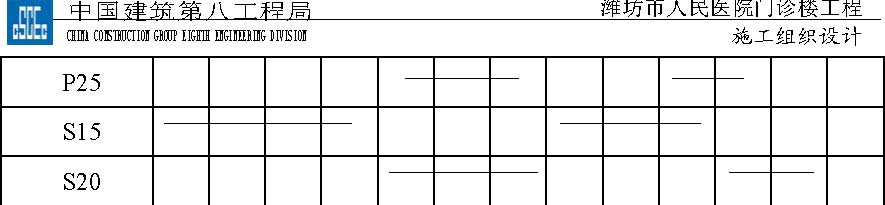 CSCEC
中国建筑第八工程局
CHINA CONSTRUCTION GROUP EIGHTH ENGINEERING DIVISION
潍坊市人民医院门诊楼工程
施工组织设计
P25
S15
S20